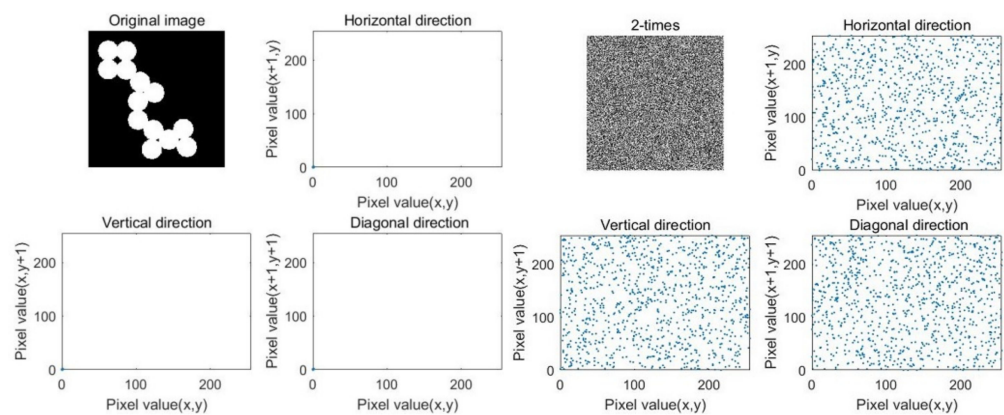 Original image
Horizontal direction
Pixel value(x+1,y)
200
100
0
0
100
200
Pixel value(x,y)
Vertical direction
Pixel value(x,y+1)
200
100
0
0
100
200
Pixel value(x,y)
Diagonal direction
Pixel value(x+1,y+1)
200
100
0
0
100
200
Pixel value(x,y)
2-times
Horizontal direction
Pixel value(x+1,y)
200
100
0
0
100
200
Pixel value(x,y)
Vertical direction
Pixel value(x,y+1)
200
100
0
0
100
200
Pixel value(x,y)
Diagonal direction
Pixel value(x+1,y+1)
200
100
0
0
100
200
Pixel value(x,y)